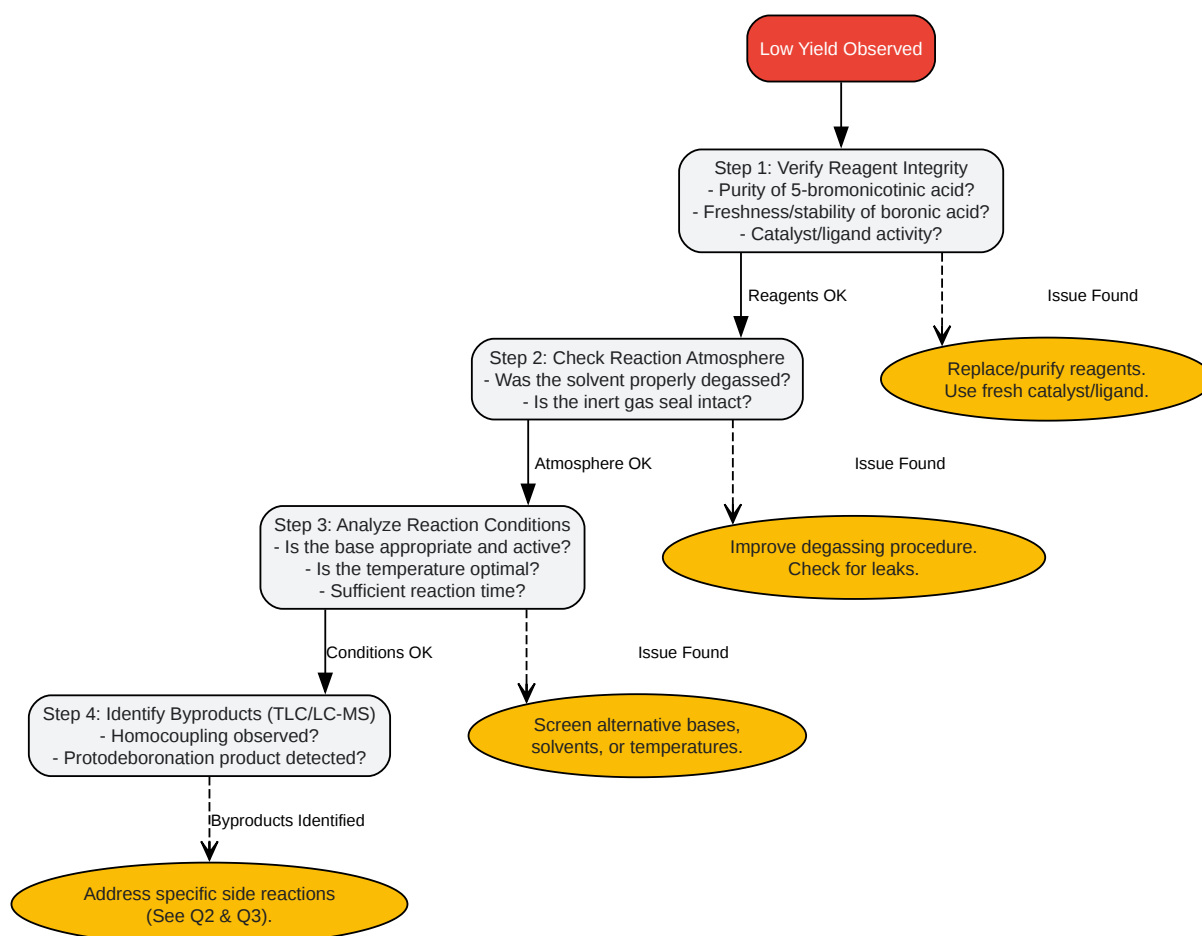 Low Yield Observed
Step 1: Verify Reagent Integrity
- Purity of 5-bromonicotinic acid?
- Freshness/stability of boronic acid?
- Catalyst/ligand activity?
Reagents OK
Issue Found
Step 2: Check Reaction Atmosphere
- Was the solvent properly degassed?
- Is the inert gas seal intact?
Replace/purify reagents.
Use fresh catalyst/ligand.
Atmosphere OK
Issue Found
Step 3: Analyze Reaction Conditions
- Is the base appropriate and active?
- Is the temperature optimal?
- Sufficient reaction time?
Improve degassing procedure.
Check for leaks.
Conditions OK
Issue Found
Step 4: Identify Byproducts (TLC/LC-MS)
- Homocoupling observed?
- Protodeboronation product detected?
Screen alternative bases,
solvents, or temperatures.
Byproducts Identified
Address specific side reactions
(See Q2 & Q3).